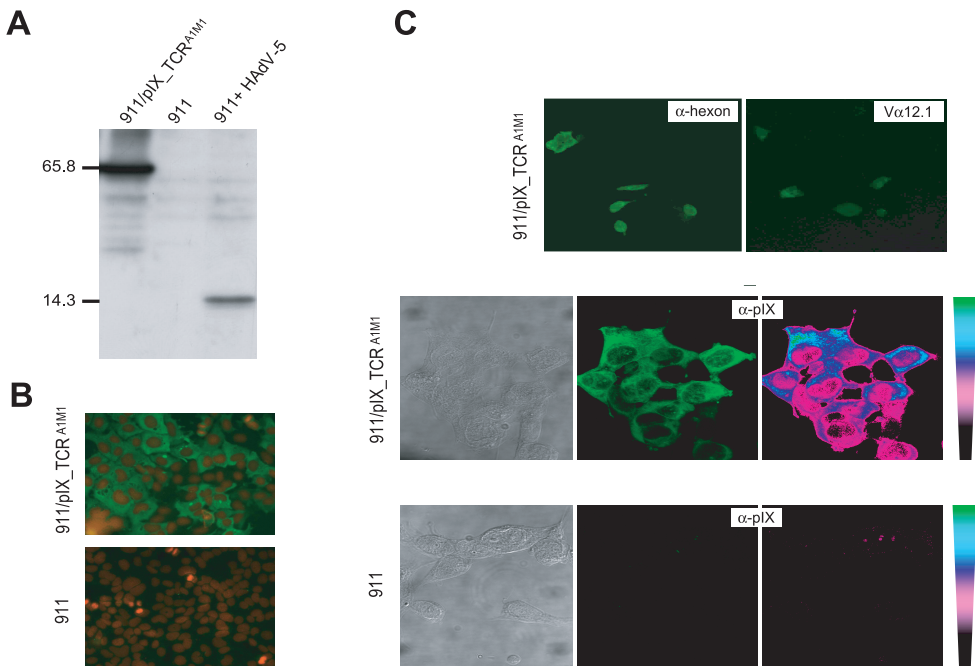 A
911/pIX_TCR A1M1
911
911+ HAdV-5
65.8
14.3
B
911/pIX_TCR A1M1
911
C
911/pIX_TCR A1M1
α-hexon
Vα12.1
911/pIX_TCR A1M1
α-pIX
911
α-pIX